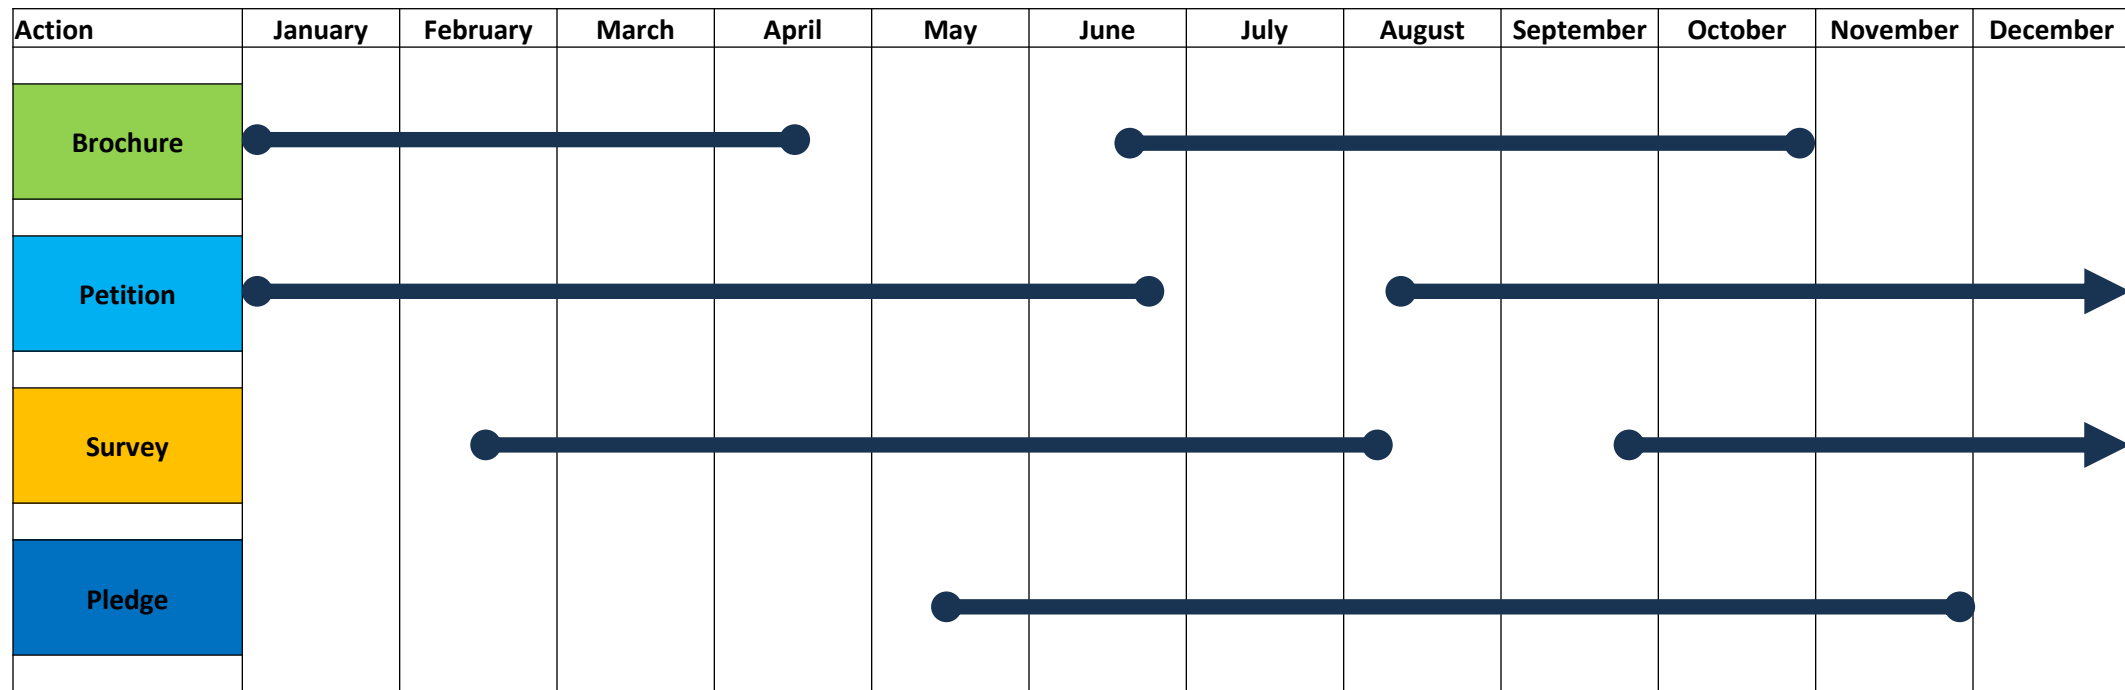 Action January February March April May June July August September October November December
Brochure
Petition
Survey
Pledge